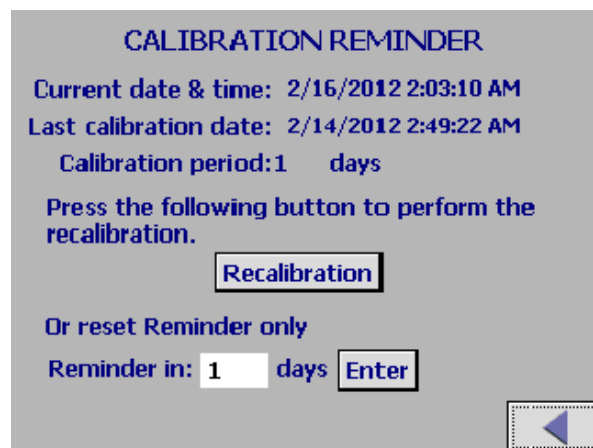 CALIBRATION REMINDER
Current date & time: 2/16/2012 2:03:10 AM
Last calibration date: 2/14/2012 2:49:22 AM
Calibration period:1 days
Press the following button to perform the
recalibration.
Recalibration
Or reset Reminder only
Reminder in: 1 days Enter